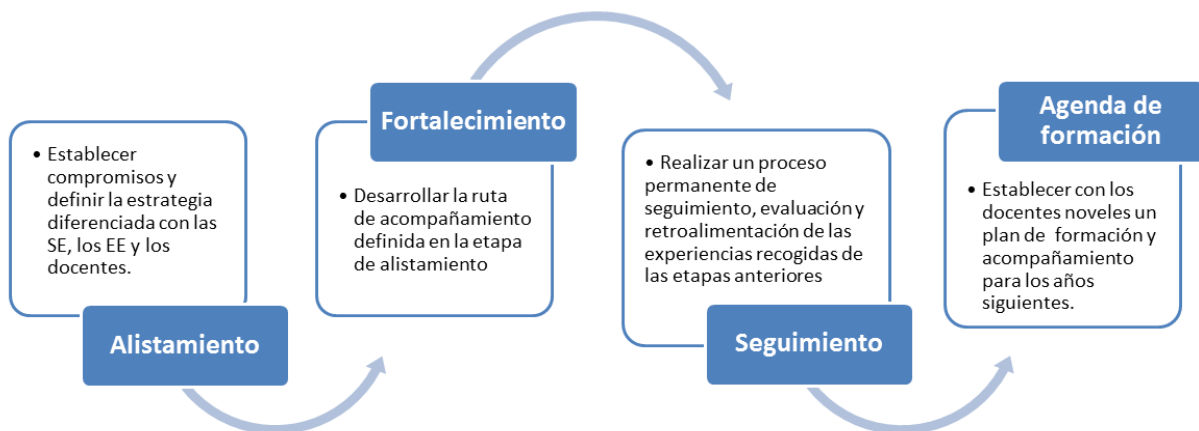 • Establecer
compromisos y
definir la estrategia
diferenciada con las
SE, los EE y los
docentes.
Alistamiento
Fortalecimiento
• Desarrollar la ruta
de acompañamiento
definida en la etapa
de alistamiento
• Realizar un proceso
permanente de
seguimiento, evaluación y
retroalimentación de las
experiencias recogidas de
las etapas anteriores
Seguimiento
Agenda de
formación
• Establecer con los
docentes noveles un
plan de formación y
acompañamiento
para los años
siguientes.